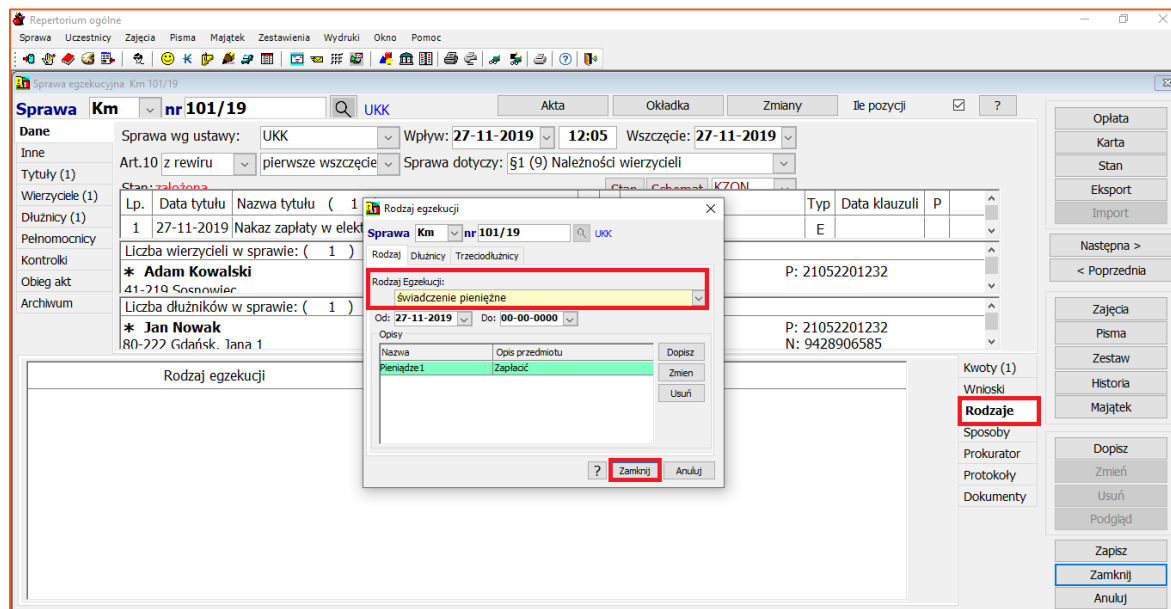 Repertorium ogólne
Sprawa Uczestnicy Zajęcia Pisma Majątek Zestawienia Wydruki Okno Pomoc
Sprawa egzekucyjna Km 101/19
Sprawa Km nr 101/19 UKK Akta Okładka Zmiany Ile pozycji ?
Dane
Inne
Tytuły (1)
Wierzyciele (1)
Dłużnicy (1)
Pełnomocnicy
Kontrolki
Obieg akt
Archiwum
Sprawa wg ustawy: UKK Wpływ: 27-11-2019 12:05 Wszczęcie: 27-11-2019
Art.10 z rewiru pierwsze wszczęcie Sprawa dotyczy: §1 (9) Należności wierzycieli
Stan: założona Stan Schemat KZON
Lp. Data tytułu Nazwa tytułu ( 1 Typ Data klauzuli P
1 27-11-2019 Nakaz zapłaty w elekt E
Liczba wierzycieli w sprawie: ( 1 )
* Adam Kowalski P: 21052201232
41-219 Sosnowiec
Liczba dłużników w sprawie: ( 1 )
* Jan Nowak P: 21052201232
80-222 Gdańsk, Jana 1 N: 9428906585
Rodzaj egzekucji
Rodzaj egzekucji
Sprawa Km nr 101/19 UKK
Rodzaj Dłużnicy Trzeciodłużnicy
Rodzaj Egzekucji:
świadczenie pieniężne
Od: 27-11-2019 Do: 00-00-0000
Opisy
Nazwa Opis przedmiotu
Pieniądze1 Zapłacić
Dopisz
Zmien
Usuń
? Zamknij Anuluj
Kwoty (1)
Wnioski
Rodzaje
Sposoby
Prokurator
Protokoły
Dokumenty
Opłata
Karta
Stan
Eksport
Import
Następna >
< Poprzednia
Zajęcia
Pisma
Zestaw
Historia
Majątek
Dopisz
Zmień
Usuń
Podgląd
Zapisz
Zamknij
Anuluj